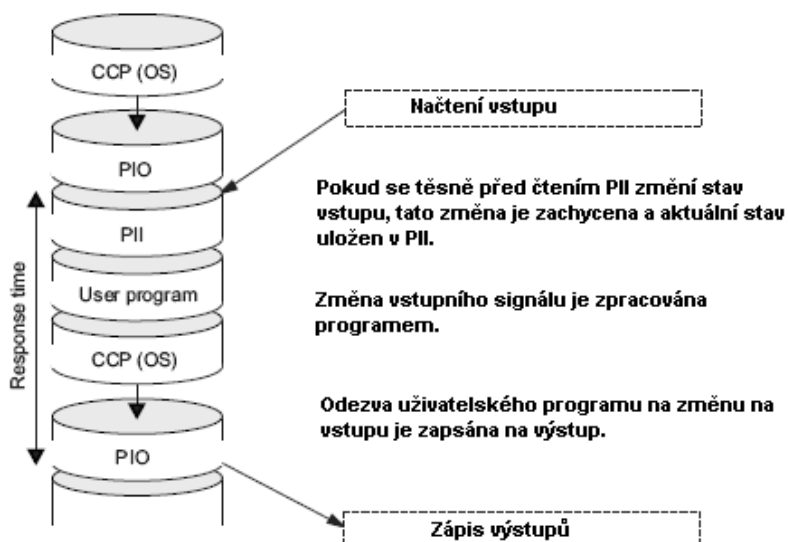 CCP (OS)
Načtení vstupu
PIO
Pokud se těsně před čtením PII změní stav
vstupu, tato změna je zachycena a aktuální stav
uložen v PII.
PII
User program
Změna vstupního signálu je zpracována
programem.
Response time
CCP (OS)
Odezva uživatelského programu na změnu na
vstupu je zapsána na výstup.
PIO
Zápis výstupů